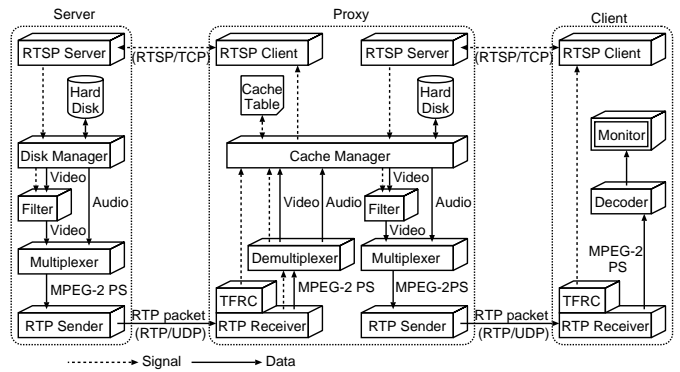 Server
Proxy
Client
RTSP Server
(RTSP/TCP)
RTSP Client
RTSP Server
(RTSP/TCP)
RTSP Client
Hard
Disk
Cache
Table
Hard
Disk
Monitor
Disk Manager
Cache Manager
Video
Video
Audio
Video
Filter
Audio
Filter
Audio
Decoder
Video
Video
Multiplexer
Demultiplexer
Multiplexer
MPEG-2
PS
MPEG-2 PS
MPEG-2 PS
MPEG-2PS
TFRC
TFRC
RTP Sender
RTP packet
(RTP/UDP)
RTP Receiver
RTP Sender
RTP packet
(RTP/UDP)
RTP Receiver
Signal
Data